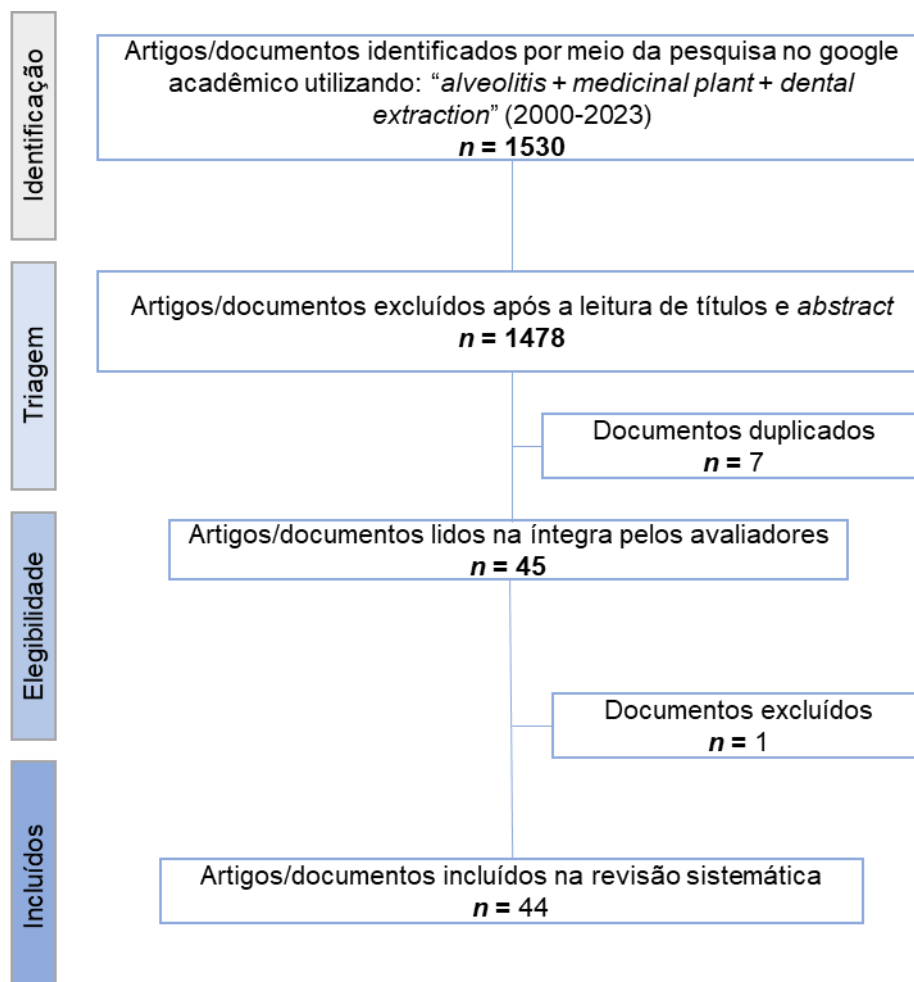 Identificação
Artigos/documentos identificados por meio da pesquisa no google
acadêmico utilizando: “alveolitis + medicinal plant + dental
extraction” (2000-2023)
n = 1530
Triagem
Artigos/documentos excluídos após a leitura de títulos e abstract
n = 1478
Documentos duplicados
n = 7
Elegibilidade
Artigos/documentos lidos na íntegra pelos avaliadores
n = 45
Documentos excluídos
n = 1
Incluídos
Artigos/documentos incluídos na revisão sistemática
n = 44